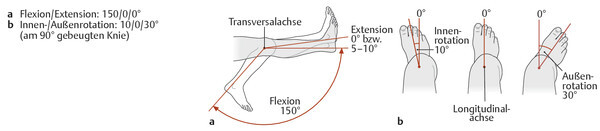 a Flexion/Extension: 150/0/0°
b Innen-/Außenrotation: 10/0/30°
(am 90° gebeugten Knie)
Transversalachse
Extension
0° bzw.
5–10°
Flexion
150°
a
0°
Innen-
rotation
10°
0°
Longitudinal-
achse
0°
Außen-
rotation
30°
b